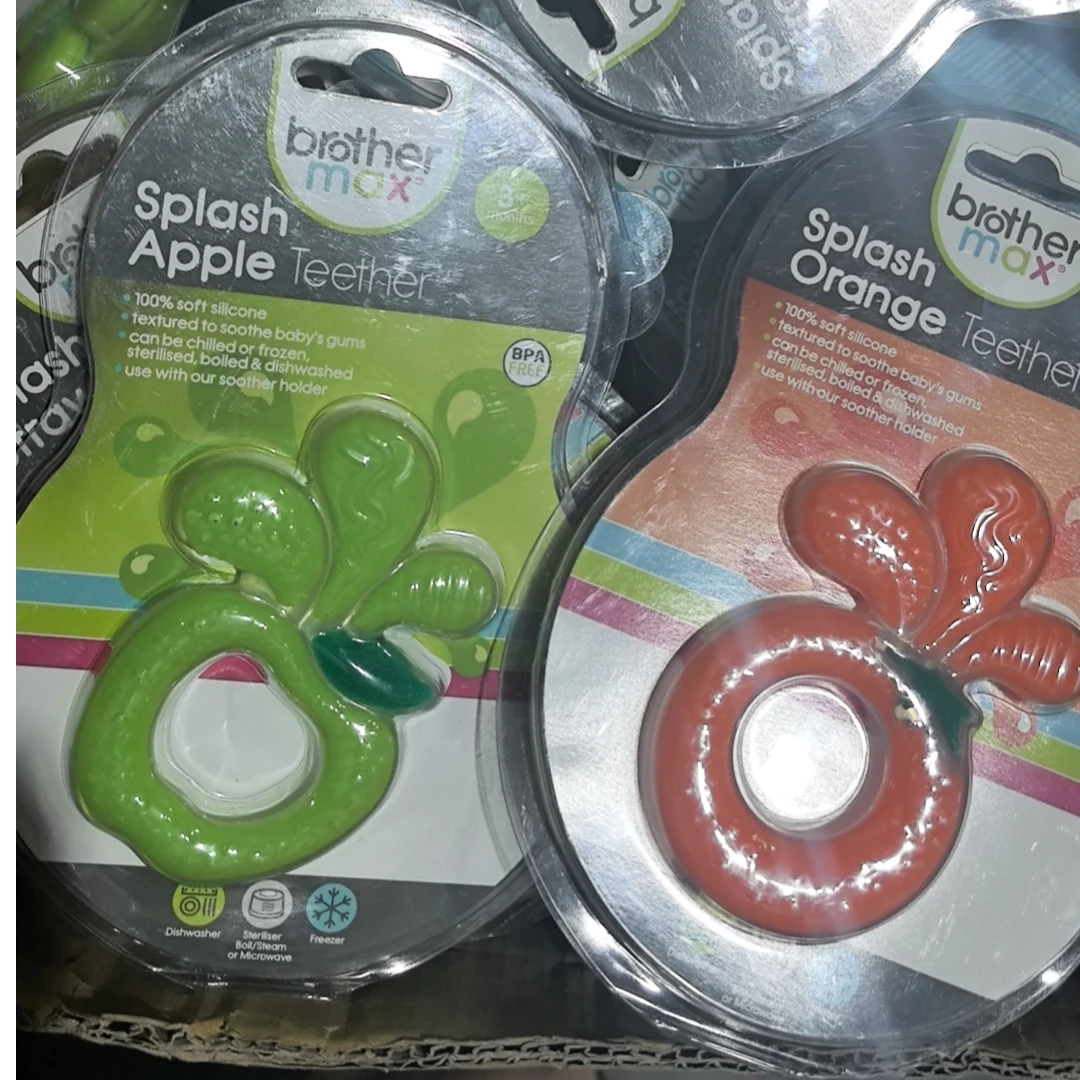 brother
max
3+
months
Splash
Apple Teether
100% soft silicone
textured to soothe baby's gums
can be chilled or frozen,
sterilised, boiled & dishwashed
use with our soother holder
BPA
FREE
Dishwasher
Steriliser
Boil/Steam
or Microwave
Freezer
brother
max
Splash
Orange Teether
100% soft silicone
textured to soothe baby's gums
can be chilled or frozen,
sterilised, boiled & dishwashed
use with our soother holder
Splash